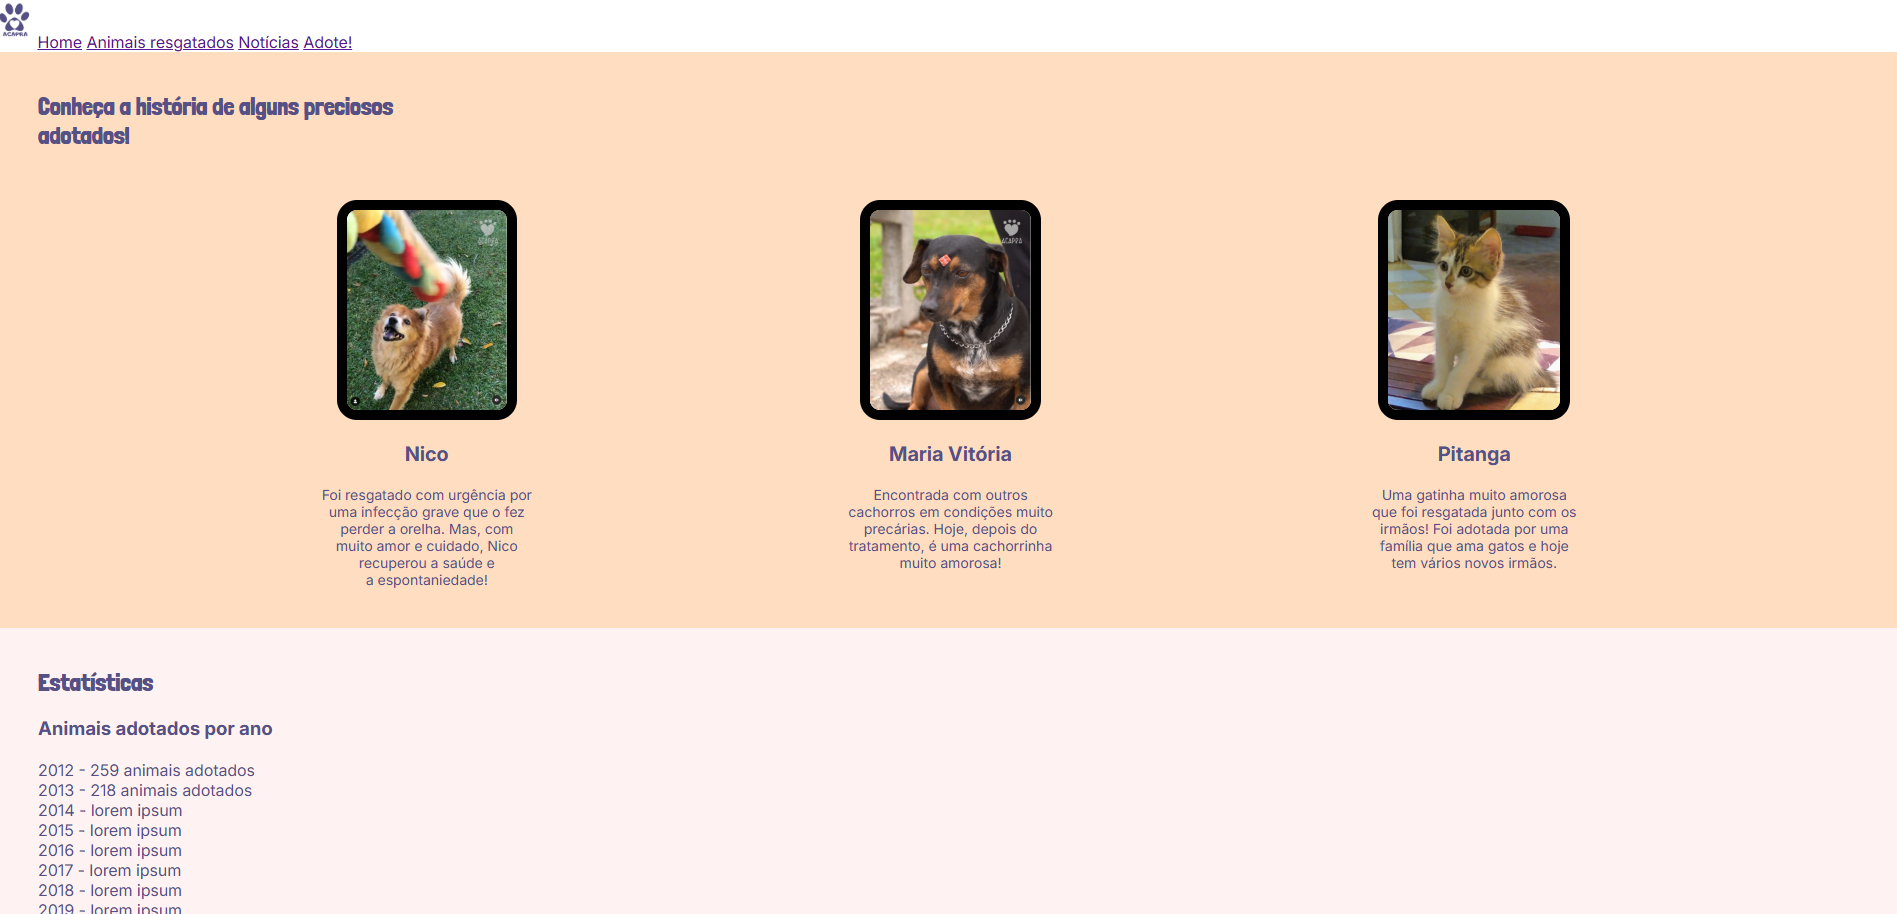 ACAPRA
Home Animais resgatados Notícias Adote!
Conheça a história de alguns preciosos
adotados!
ACAPRA
ACAPRA
Nico
Foi resgatado com urgência por
uma infecção grave que o fez
perder a orelha. Mas, com
muito amor e cuidado, Nico
recuperou a saúde e
a espontaniedade!
Maria Vitória
Encontrada com outros
cachorros em condições muito
precárias. Hoje, depois do
tratamento, é uma cachorrinha
muito amorosa!
Pitanga
Uma gatinha muito amorosa
que foi resgatada junto com os
irmãos! Foi adotada por uma
família que ama gatos e hoje
tem vários novos irmãos.
Estatísticas
Animais adotados por ano
2012 - 259 animais adotados
2013 - 218 animais adotados
2014 - lorem ipsum
2015 - lorem ipsum
2016 - lorem ipsum
2017 - lorem ipsum
2018 - lorem ipsum
2019 - lorem ipsum